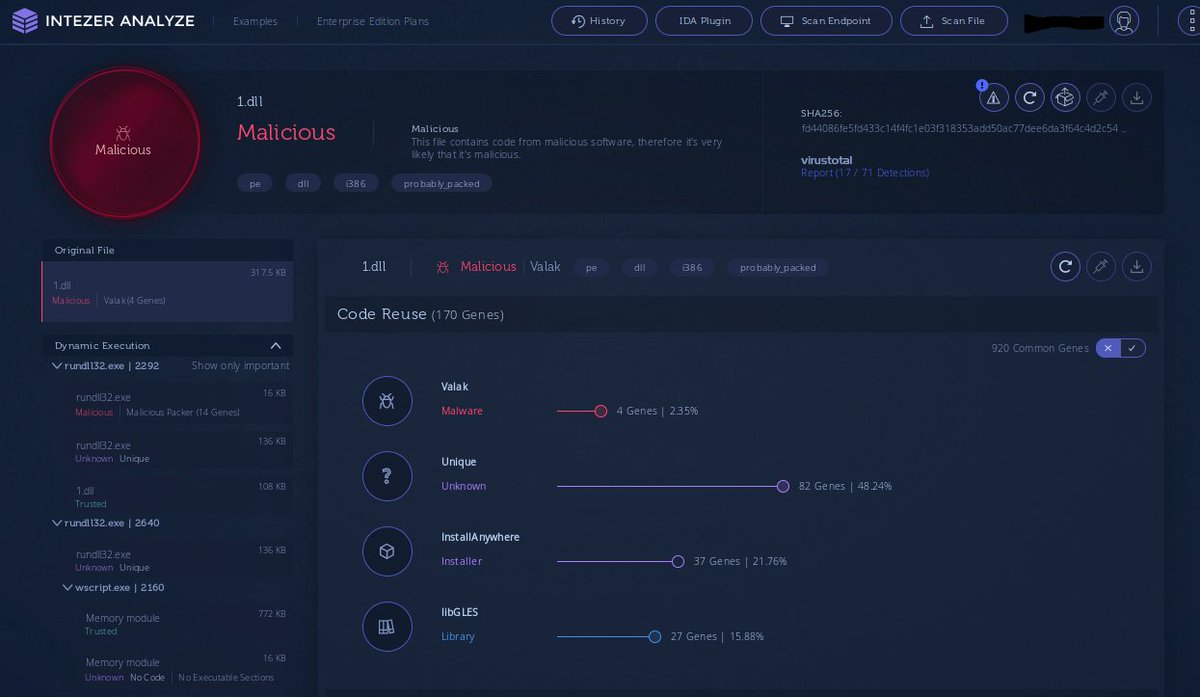 INTEZER ANALYZE
Examples
Enterprize Edition Plans
History
IDA Plugin
Scan Endpoint
Scan File
1.dll
Malicious
Malicious
Malicious
This file contains code from malicious software, therefore it's very
likely that it's malicious.
pe
dll
i386
probably_packed
SHA256:
fd44086fe5fd433c14f4fc1e03f318353add50ac77dee6da3f64c4d2c54 ..
virustotal
Report (17 / 71 Detections)
Original File
317.5 KB
1.dll
Malicious Valak (4 Genes)
Dynamic Execution
rundll32.exe | 2292 Show only important
16 KB
rundll32.exe
Malicious Malicious Packer (14 Genes)
136 KB
rundll32.exe
Unknown Unique
108 KB
1.dll
Trusted
rundll32.exe | 2640
136 KB
rundll32.exe
Unknown Unique
wscript.exe | 2160
772 KB
Memory module
Trusted
16 KB
Memory module
Unknown No Code No Executable Sections
1.dll
Malicious Valak
pe
dll
i386
probably_packed
Code Reuse (170 Genes)
920 Common Genes
Valak
Malware
4 Genes | 2.35%
Unique
Unknown
82 Genes | 48.24%
InstallAnywhere
Installer
37 Genes | 21.76%
libGLES
Library
27 Genes | 15.88%